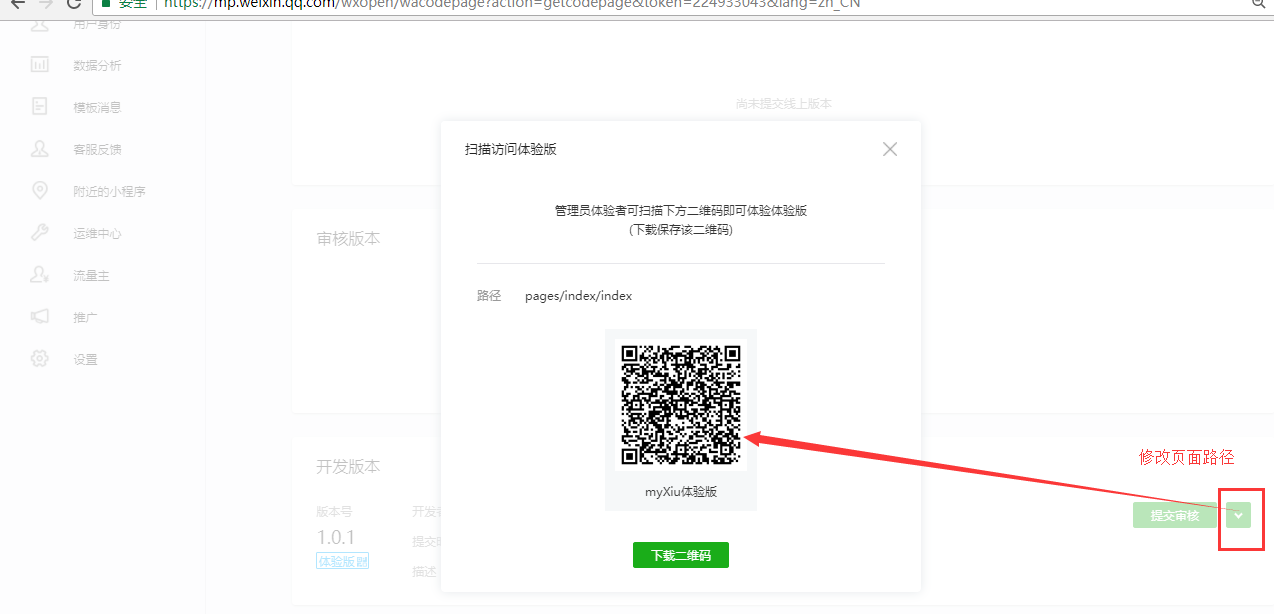 安全 https://mp.weixin.qq.com/wxopen/wacodepage?action=getcodepage&token=224933043&lang=zh_CN
用户身份
数据分析
模板消息
客服反馈
附近的小程序
运维中心
流量主
推广
设置
尚未提交线上版本
审核版本
扫描访问体验版
管理员体验者可扫描下方二维码即可体验体验版
(下载保存该二维码)
路径 pages/index/index
myXiu体验版
下载二维码
开发版本
版本号
1.0.1
体验版
开发
提交
描述
修改页面路径
提交审核